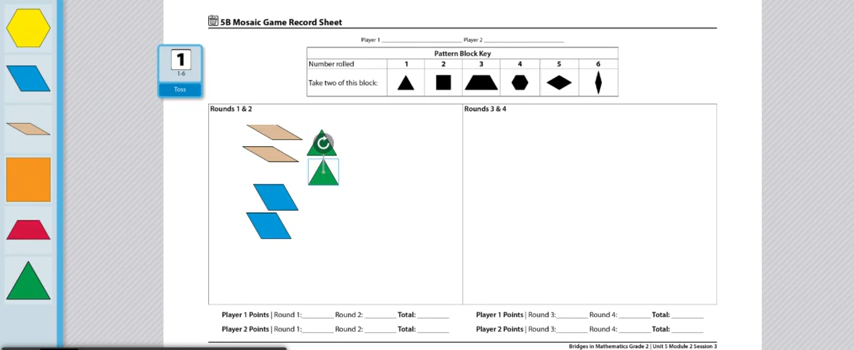 5B Mosaic Game Record Sheet
Player 1 Player 2
1
1-6
Toss
Pattern Block Key
Number rolled 1 2 3 4 5 6
Take two of this block:
Rounds 1 & 2 Rounds 3 & 4
Player 1 Points | Round 1: Round 2: Total: Player 1 Points | Round 3: Round 4: Total:
Player 2 Points | Round 1: Round 2: Total: Player 2 Points | Round 3: Round 4: Total:
Bridges in Mathematics Grade 2 | Unit 5 Module 2 Session 3